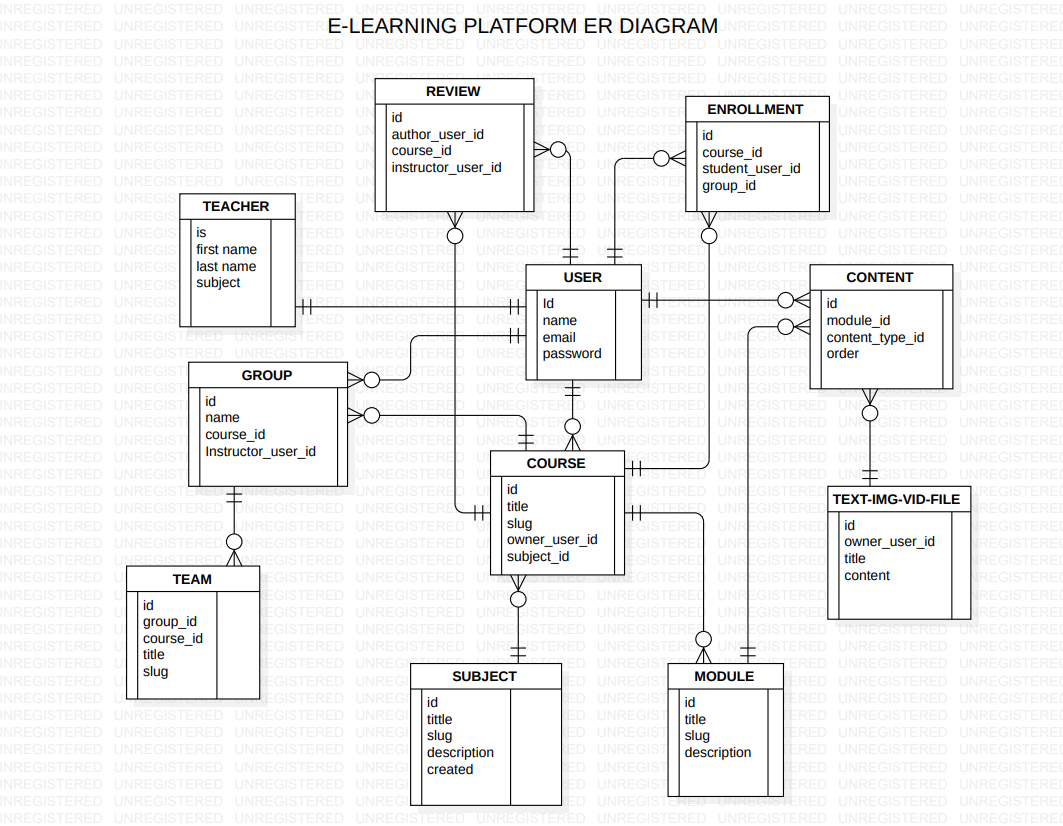 E-LEARNING PLATFORM ER DIAGRAM
REVIEW
id
author_user_id
course_id
instructor_user_id
ENROLLMENT
id
course_id
student_user_id
group_id
TEACHER
is
first name
last name
subject
USER
Id
name
email
password
CONTENT
id
module_id
content_type_id
order
GROUP
id
name
course_id
Instructor_user_id
COURSE
id
title
slug
owner_user_id
subject_id
TEXT-IMG-VID-FILE
id
owner_user_id
title
content
TEAM
id
group_id
course_id
title
slug
SUBJECT
id
tittle
slug
description
created
MODULE
id
title
slug
description
UNREGISTERED